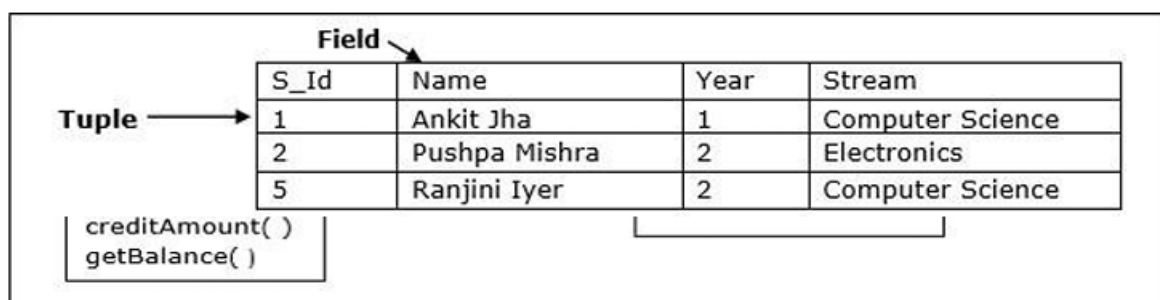 Field
S_Id Name Year Stream
Tuple 1 Ankit Jha 1 Computer Science
2 Pushpa Mishra 2 Electronics
5 Ranjini Iyer 2 Computer Science
creditAmount( )
getBalance( )